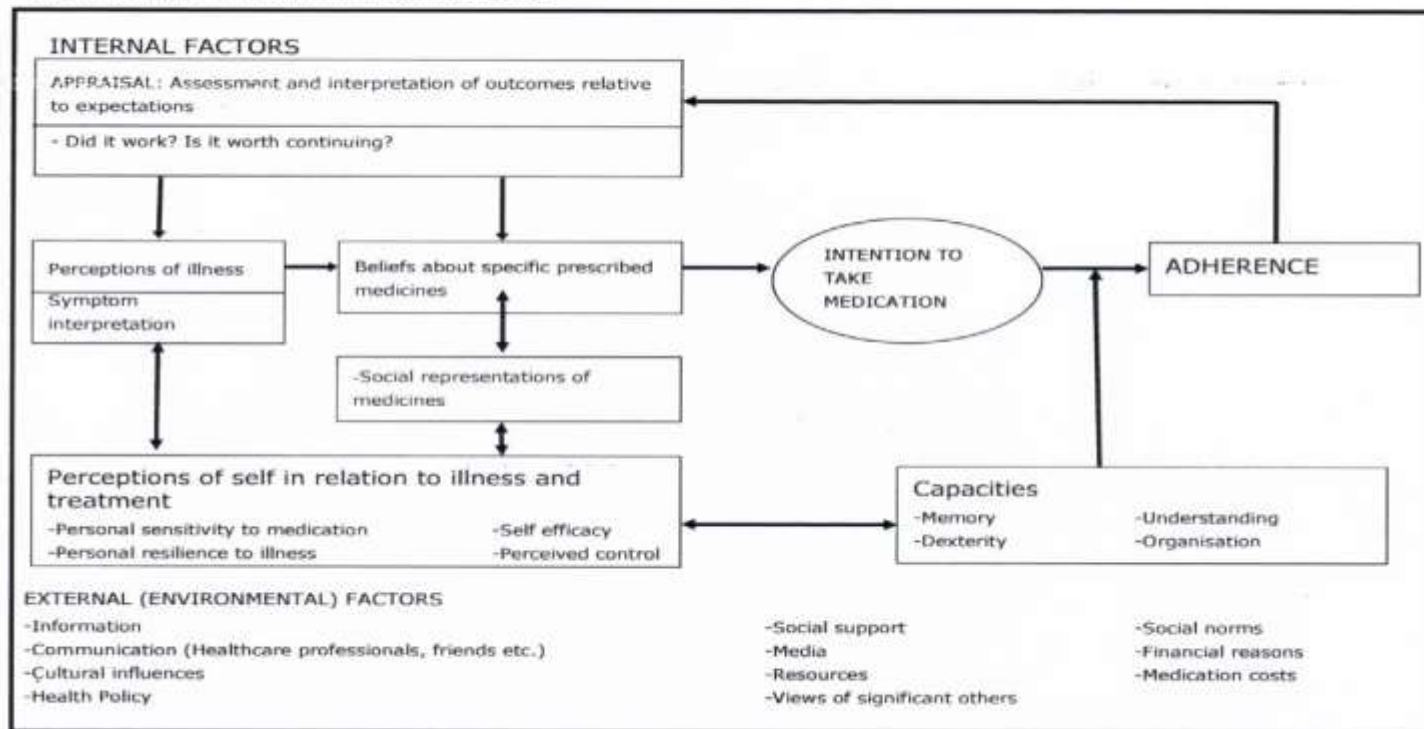 INTERNAL FACTORS
APPRAISAL: Assessment and interpretation of outcomes relative
to expectations
- Did it work? Is it worth continuing?
Perceptions of illness
Symptom
interpretation
Beliefs about specific prescribed
medicines
INTENTION TO
TAKE
MEDICATION
ADHERENCE
-Social representations of
medicines
Perceptions of self in relation to illness and
treatment
-Personal sensitivity to medication
-Self efficacy
-Personal resilience to illness
-Perceived control
Capacities
-Memory
-Understanding
-Dexterity
-Organisation
EXTERNAL (ENVIRONMENTAL) FACTORS
-Information
-Communication (Healthcare professionals, friends etc.)
-Cultural influences
-Health Policy
-Social support
-Media
-Resources
-Views of significant others
-Social norms
-Financial reasons
-Medication costs